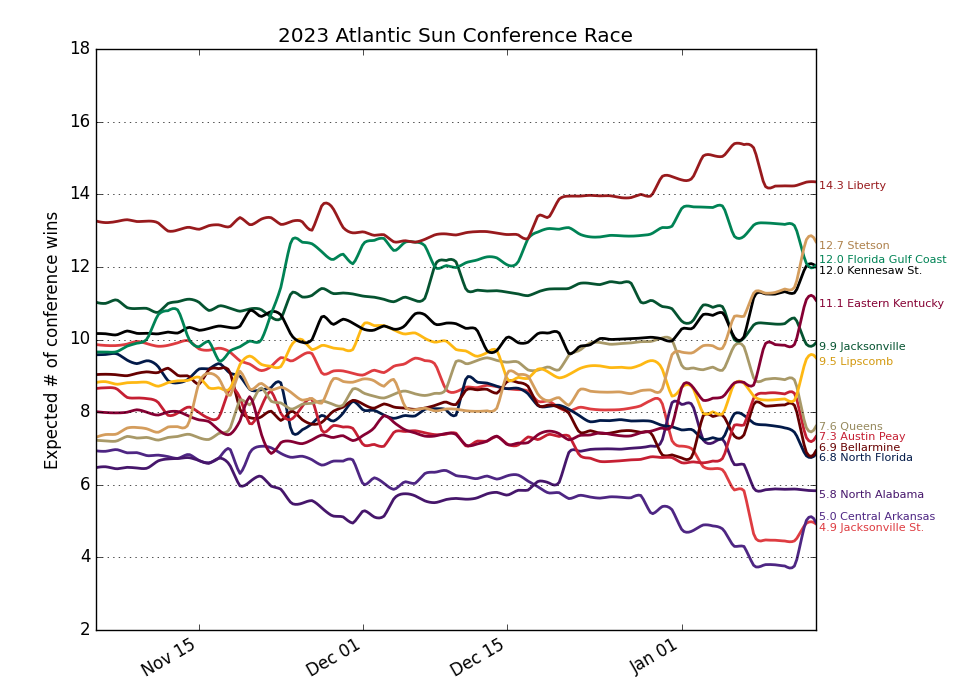 2023 Atlantic Sun Conference Race
Expected # of conference wins
18
16
14
12
10
8
6
4
2
Nov 15
Dec 01
Dec 15
Jan 01
14.3 Liberty
12.7 Stetson
12.0 Florida Gulf Coast
12.0 Kennesaw St.
11.1 Eastern Kentucky
9.9 Jacksonville
9.5 Lipscomb
7.6 Queens
7.3 Austin Peay
6.9 Bellarmine
6.8 North Florida
5.8 North Alabama
5.0 Central Arkansas
4.9 Jacksonville St.